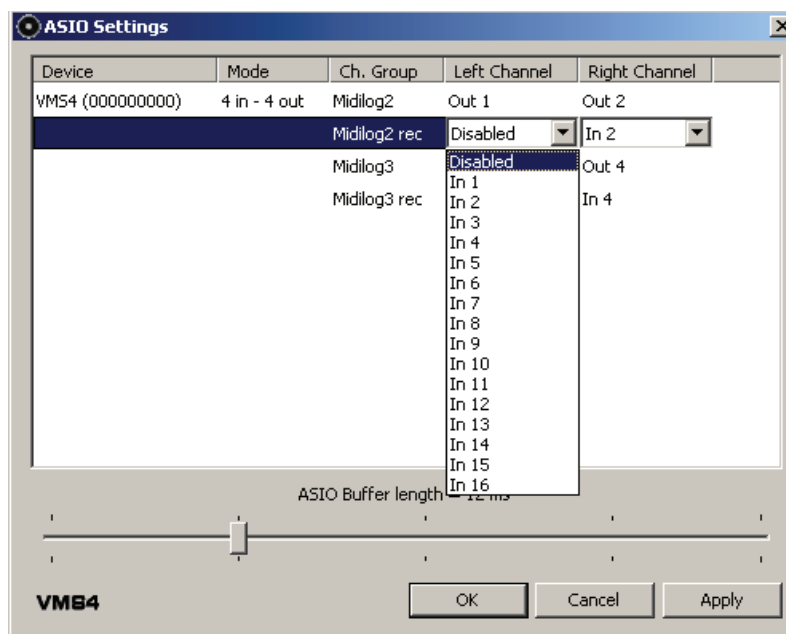 ASIO Settings
Device Mode Ch. Group Left Channel Right Channel
VMS4 (000000000) 4 in - 4 out Midilog2 Out 1 Out 2
Midilog2 rec Disabled In 2
Midilog3 Disabled Out 4
Midilog3 rec In 1 In 4
In 2
In 3
In 4
In 5
In 6
In 7
In 8
In 9
In 10
In 11
In 12
In 13
In 14
In 15
In 16
ASIO Buffer length = 12 ms
VMS4 OK Cancel Apply